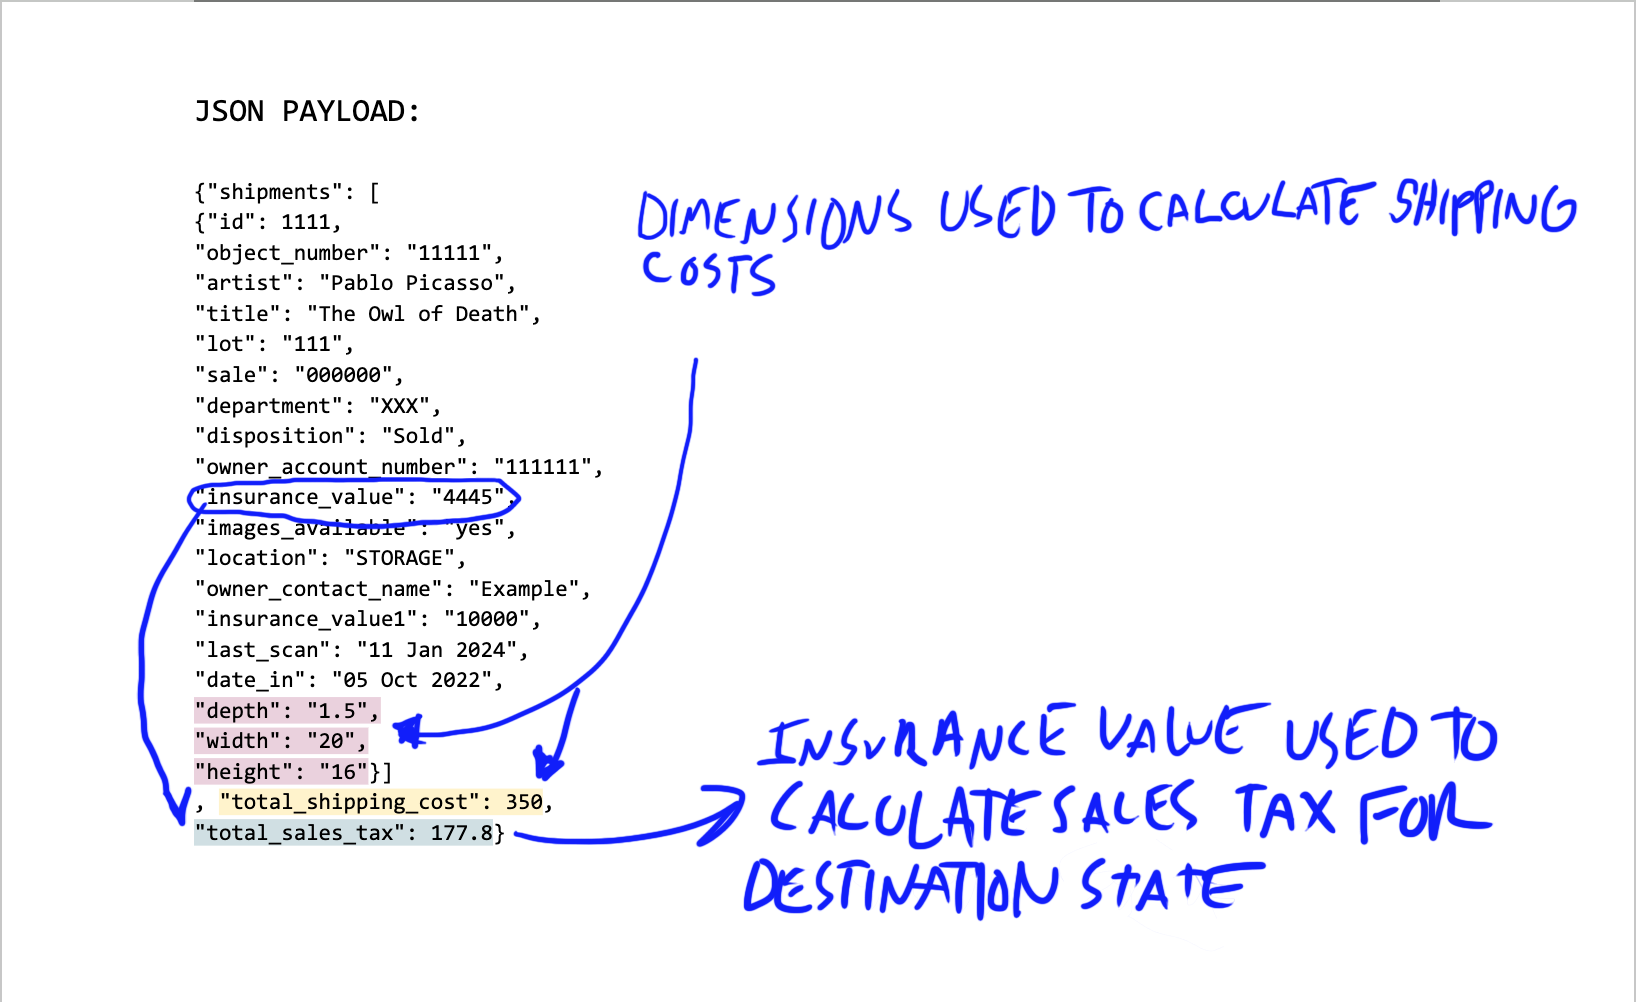 JSON PAYLOAD:
{"shipments": [
{"id": 1111,
"object_number": "11111",
"artist": "Pablo Picasso",
"title": "The Owl of Death",
"lot": "111",
"sale": "000000",
"department": "XXX",
"disposition": "Sold",
"owner_account_number": "111111",
"insurance_value": "4445",
"images_available": "yes",
"location": "STORAGE",
"owner_contact_name": "Example",
"insurance_value1": "10000",
"last_scan": "11 Jan 2024",
"date_in": "05 Oct 2022",
"depth": "1.5",
"width": "20",
"height": "16"}]
, "total_shipping_cost": 350,
"total_sales_tax": 177.8}
DIMENSIONS USED TO CALCULATE SHIPPING
COSTS
INSURANCE VALUE USED TO
CALCULATE SALES TAX FOR
DESTINATION STATE